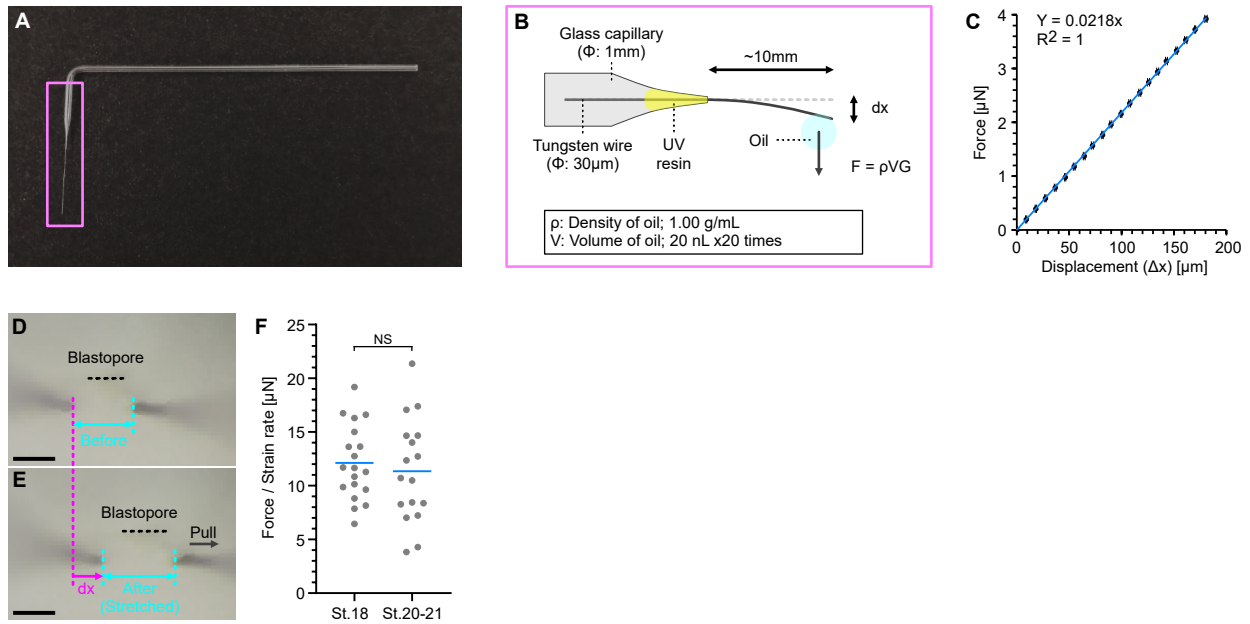 A
B
Glass capillary
(Φ: 1mm)
~10mm
dx
Tungsten wire
(Φ: 30µm)
UV
resin
Oil
F = ρVG
ρ: Density of oil; 1.00 g/mL
V: Volume of oil; 20 nL x20 times
C
Y = 0.0218x
R² = 1
Force [µN]
4
3
2
1
0
0 50 100 150 200
Displacement (Δx) [µm]
D
Blastopore
Before
E
Blastopore
Pull
dx
After
(Stretched)
F
NS
Force / Strain rate [µN]
25
20
15
10
5
0
St.18 St.20-21